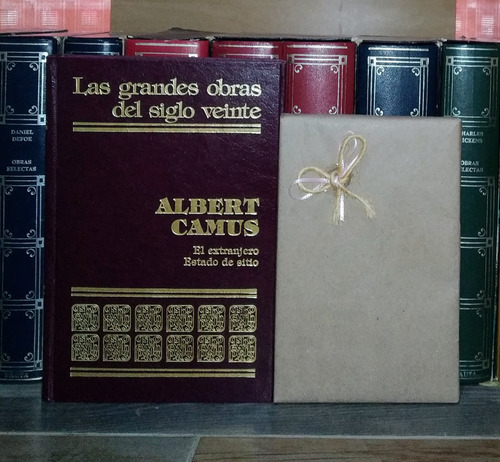 Las grandes obras
del siglo veinte
ALBERT
CAMUS
El extranjero
Estado de sitio
DANIEL
DEFOE
OBRAS
SELECTAS
CHARLES
DICKENS
OBRAS
SELECTAS